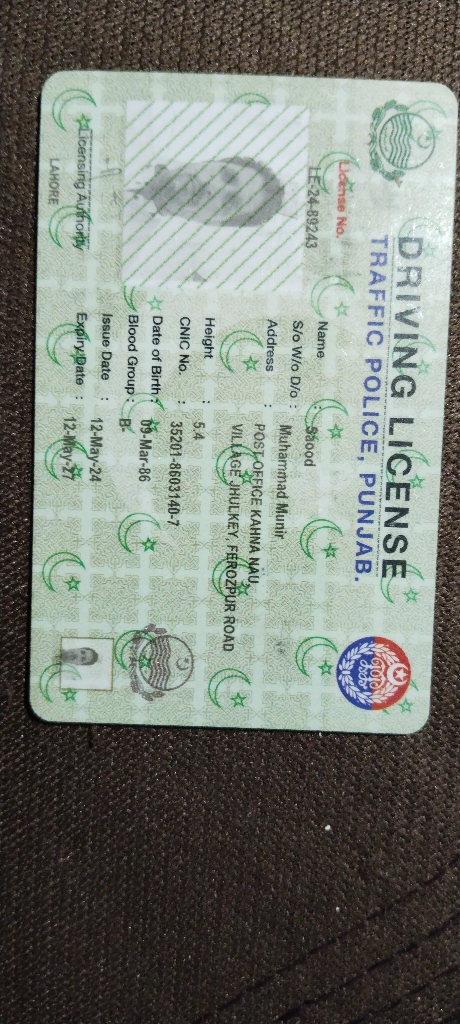 DRIVING LICENSE
TRAFFIC POLICE, PUNJAB.
License No.
LE-24-89243
Name : Saood
S/o W/o D/o : Muhammad Munir
Address : POST OFFICE KAHNA NAU,
VILLAGE JHULKEY, FEROZPUR ROAD
Height : 5.4
CNIC No. : 35201-8603140-7
Date of Birth : 09-Mar-86
Blood Group : B-
Issue Date : 12-May-24
Expiry Date : 12-May-27
Licensing Authority
LAHORE